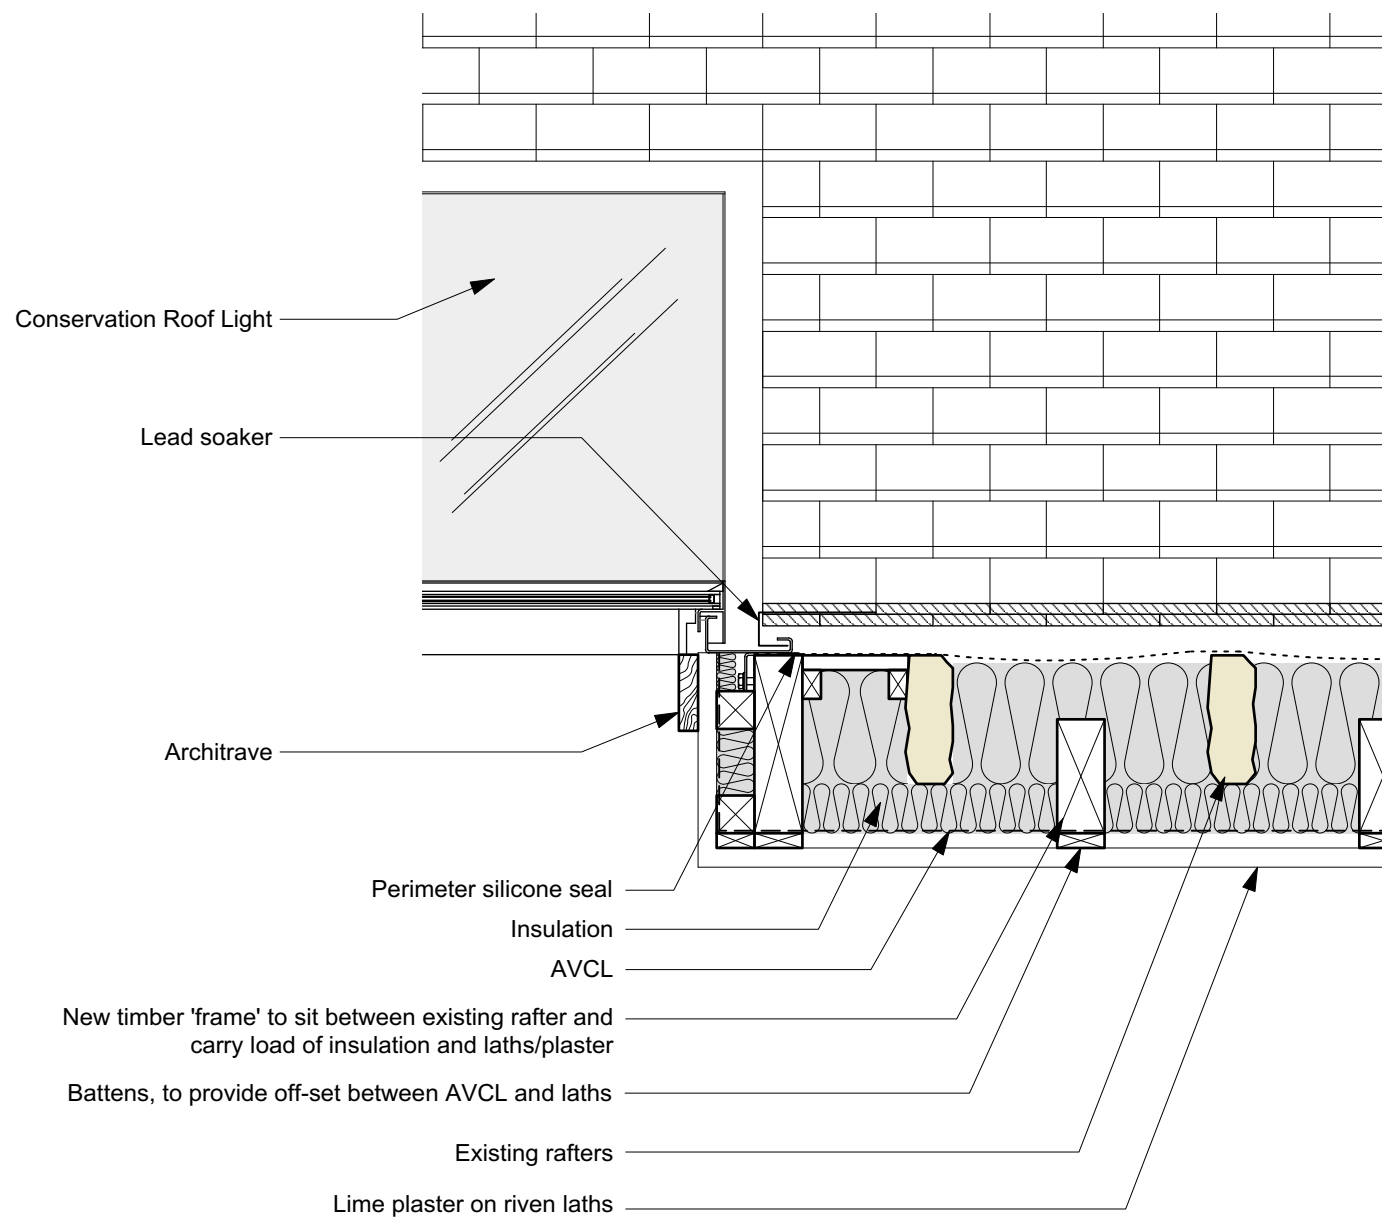 Conservation Roof Light
Lead soaker
Architrave
Perimeter silicone seal
Insulation
AVCL
New timber 'frame' to sit between existing rafter and
carry load of insulation and laths/plaster
Battens, to provide off-set between AVCL and laths
Existing rafters
Lime plaster on riven laths